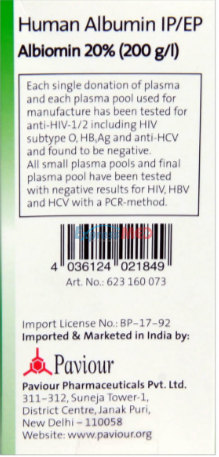 Human Albumin IP/EP
Albiomin 20% (200 g/l)
Each single donation of plasma
and each plasma pool used for
manufacture has been tested for
anti-HIV-1/2 including HIV
subtype O, HB,Ag and anti-HCV
and found to be negative.
All small plasma pools and final
plasma pool have been tested
with negative results for HIV, HBV
and HCV with a PCR-method.
4 036124 021849
Art. No.: 623 160 073
Import License No.: BP-17-92
Imported & Marketed in India by:
Paviour
Paviour Pharmaceuticals Pvt. Ltd.
311-312, Suneja Tower-1,
District Centre, Janak Puri,
New Delhi - 110058
Website: www.paviour.org